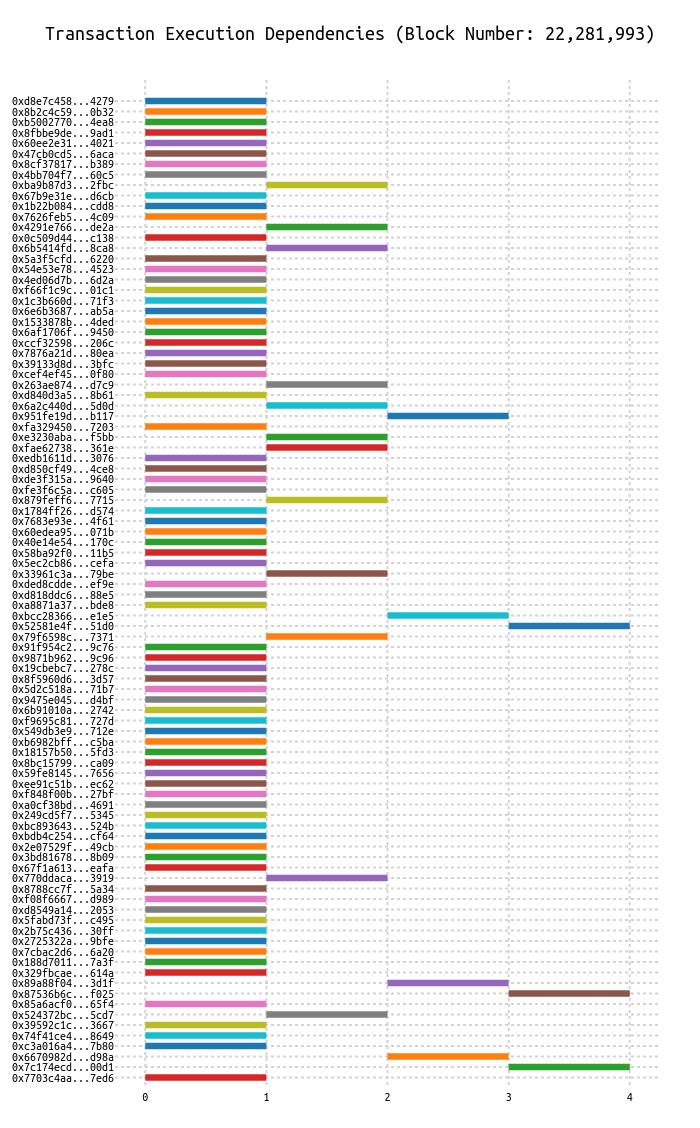 Transaction Execution Dependencies (Block Number: 22,281,993)
0xd8e7c458...4279
0x8b2c4c59...0b32
0xb5002770...4ea8
0x8fbbe9de...9ad1
0x60ee2e31...4021
0x47cb0cd5...6aca
0x8cf37817...b389
0x4bb704f7...60c5
0xba9b87d3...2fbc
0x67b9e31e...d6cb
0x1b22b084...cdd8
0x7626feb5...4c09
0x4291e766...de2a
0x0c509d44...c138
0x6b5414fd...8ca8
0x5a3f5cfd...6220
0x54e53e78...4523
0x4ed06d7b...6d2a
0xf66f1c9c...01c1
0x1c3b660d...71f3
0x6e6b3687...ab5a
0x1533878b...4ded
0x6af1706f...9450
0xccf32598...206c
0x7876a21d...80ea
0x39133d8d...3bfc
0xcef4ef45...0f80
0x263ae874...d7c9
0xd840d3a5...8b61
0x6a2c440d...5d0d
0x951fe19d...b117
0xfa329450...7203
0xe3230aba...f5bb
0xfae62738...361e
0xedb1611d...3076
0xd850cf49...4ce8
0xde3f315a...9640
0xfe3f6c5a...c605
0x879feff6...7715
0x1784ff26...d574
0x7683e93e...4f61
0x60edea95...071b
0x40e14e54...170c
0x58ba92f0...11b5
0x5ec2cb86...cefa
0x33961c3a...79be
0xded8cdde...ef9e
0xd818ddc6...88e5
0xa8871a37...bde8
0xbcc28366...e1e5
0x52581e4f...51d0
0x79f6598c...7371
0x91f954c2...9c76
0x9871b962...9c96
0x19cbebc7...278c
0x8f5960d6...3d57
0x5d2c518a...71b7
0x9475e045...d4bf
0x6b91010a...2742
0xf9695c81...727d
0x549db3e9...712e
0xb6982bff...c5ba
0x18157b50...5fd3
0x8bc15799...ca09
0x59fe8145...7656
0xee91c51b...ec62
0xf848f00b...27bf
0xa0cf38bd...4691
0x249cd5f7...5345
0xbc893643...524b
0xbdb4c254...cf64
0x2e07529f...49cb
0x3bd81678...8b09
0x67f1a613...eafa
0x770ddaca...3919
0x8788cc7f...5a34
0xf08f6667...d989
0xd8549a14...2053
0x5fabd73f...c495
0x2b75c436...30ff
0x2725322a...9bfe
0x7cbac2d6...6a20
0x188d7011...7a3f
0x329fbcae...614a
0x89a88f04...3d1f
0x87536b6c...f025
0x85a6acf0...65f4
0x524372bc...5cd7
0x39592c1c...3667
0x74f41ce4...8649
0xc3a016a4...7b80
0x6670982d...d98a
0x7c174ecd...00d1
0x7703c4aa...7ed6
0 1 2 3 4